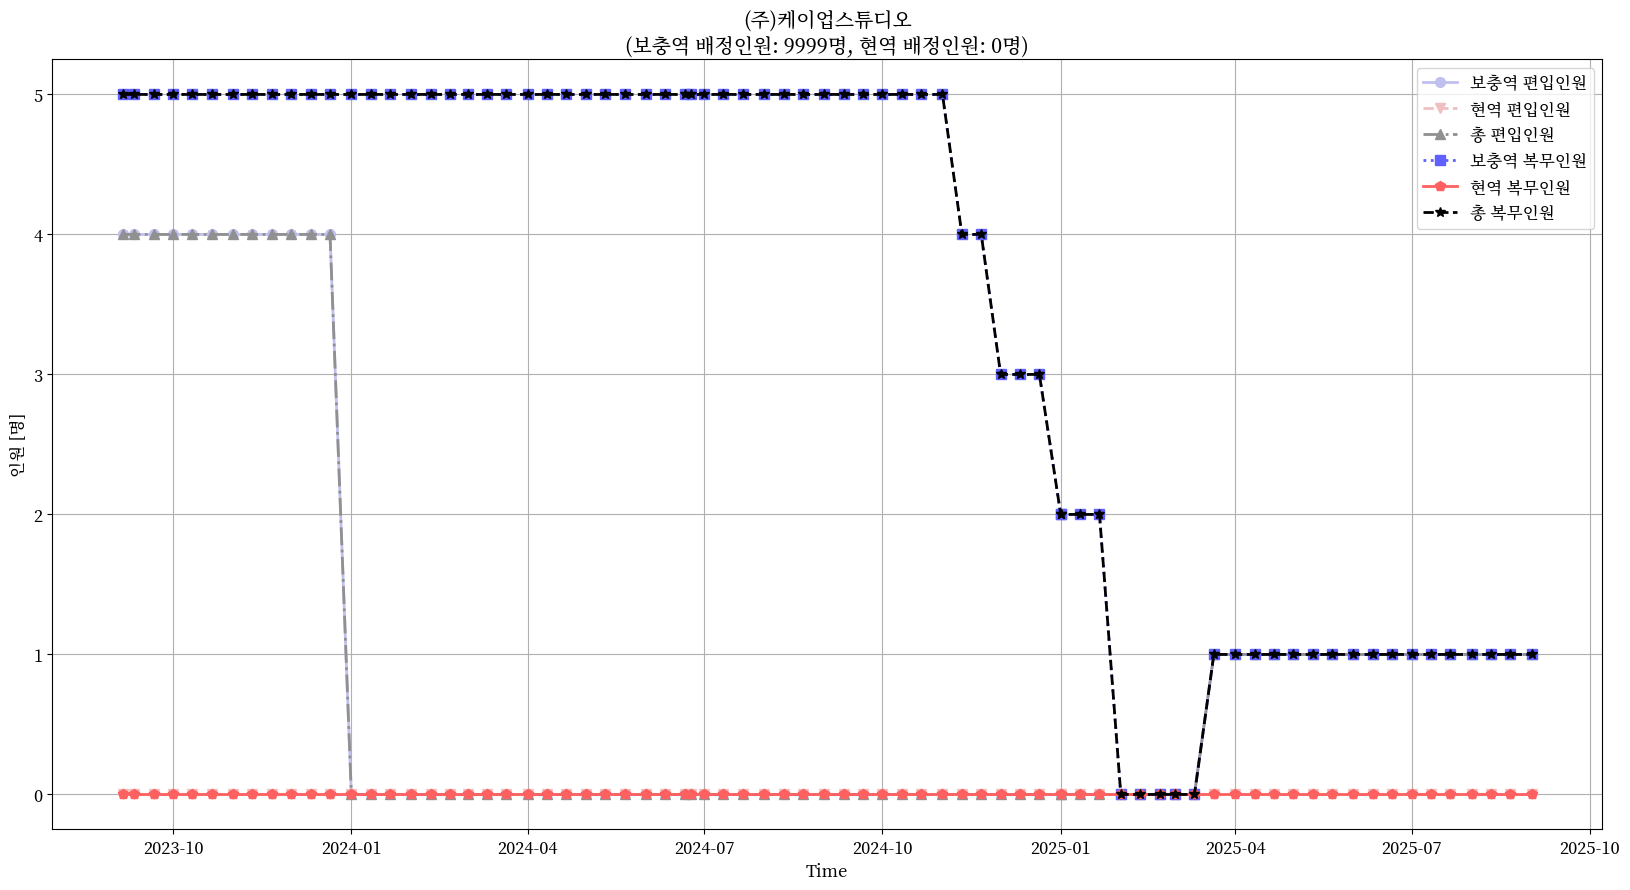 (주)케이업스튜디오
(보충역 배정인원: 9999명, 현역 배정인원: 0명)
보충역 편입인원
현역 편입인원
총 편입인원
보충역 복무인원
현역 복무인원
총 복무인원
인원 [명]
5
4
3
2
1
0
2023-10
2024-01
2024-04
2024-07
2024-10
2025-01
2025-04
2025-07
2025-10
Time